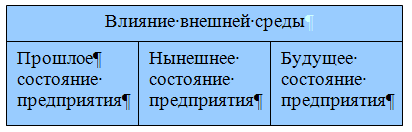 Влияние внешней среды
Прошлое
состояние
предприятия
Нынешнее
состояние
предприятия
Будущее
состояние
предприятия